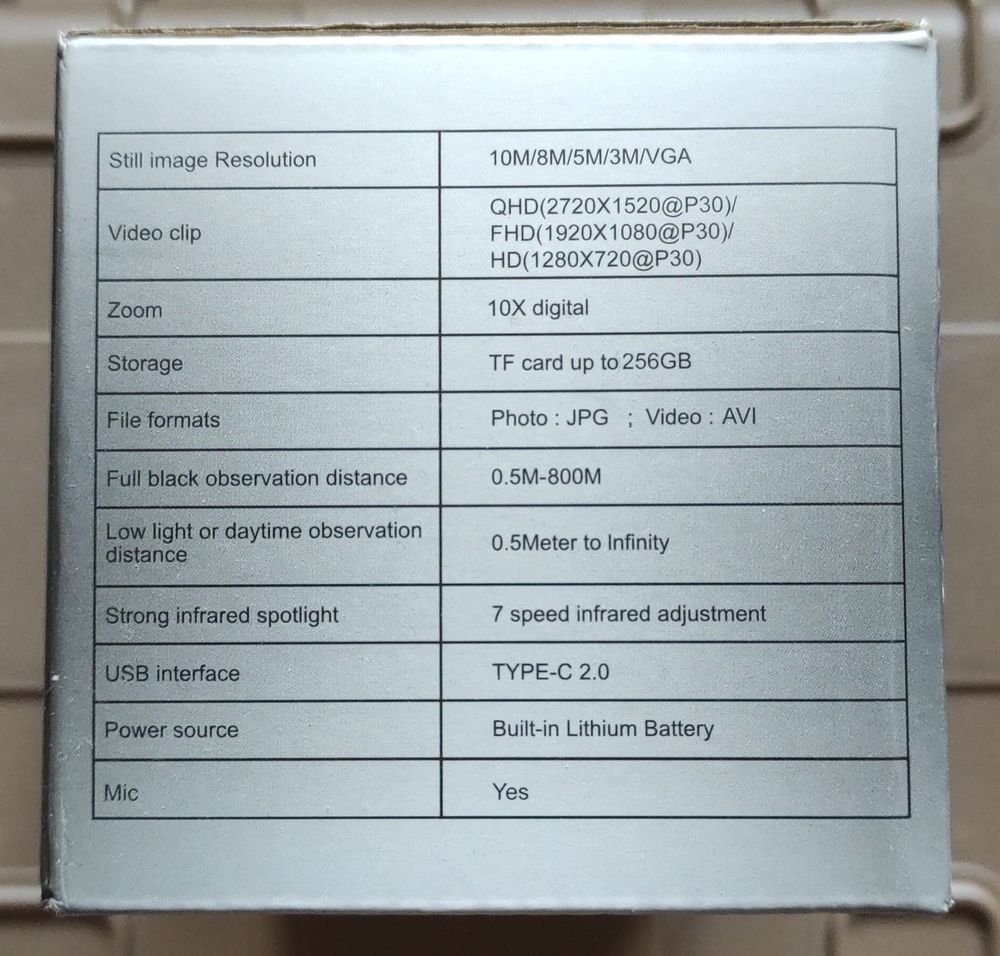 Still image Resolution 10M/8M/5M/3M/VGA
Video clip QHD(2720X1520@P30)/
FHD(1920X1080@P30)/
HD(1280X720@P30)
Zoom 10X digital
Storage TF card up to 256GB
File formats Photo : JPG ; Video : AVI
Full black observation distance 0.5M-800M
Low light or daytime observation
distance 0.5Meter to Infinity
Strong infrared spotlight 7 speed infrared adjustment
USB interface TYPE-C 2.0
Power source Built-in Lithium Battery
Mic Yes